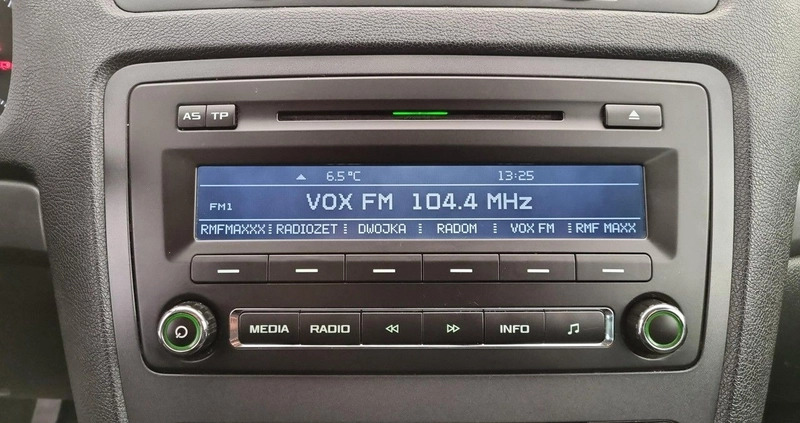 AS TP
6.5°C 13:25
FM1 VOX FM 104.4 MHz
RMFMAXXX RADIOZET DWOJKA RADOM VOX FM RMF MAXX
MEDIA RADIO INFO